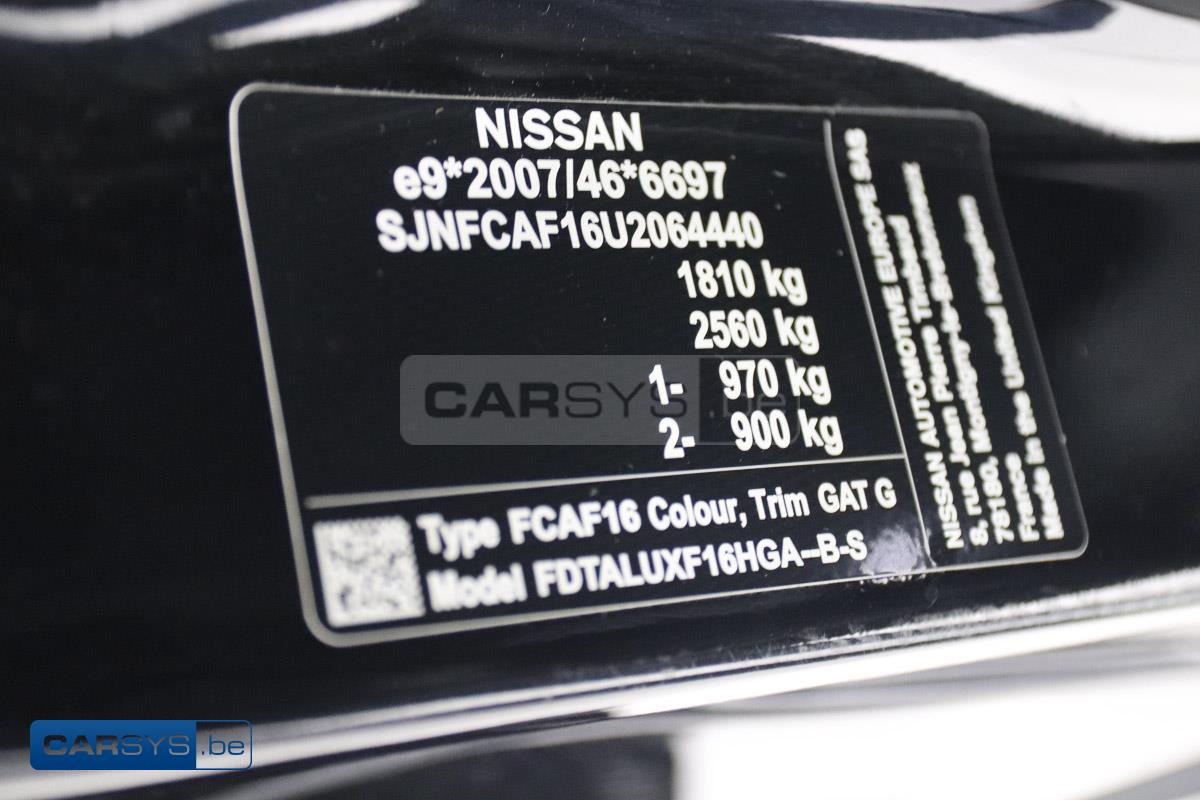 NISSAN
e9*2007/46*6697
SJNFCAF16U2064440
1810 kg
2560 kg
1- 970 kg
2- 900 kg
Type FCAF16 Colour, Trim GAT G
Model FDTALUXF16HGA--B-S
NISSAN AUTOMOTIVE EUROPE SAS
8, rue Jean Pierre Timbaud
78180, Montigny-le-Bretonneux
France
Made in the United Kingdom
CARSYS.be
CARSYS.be